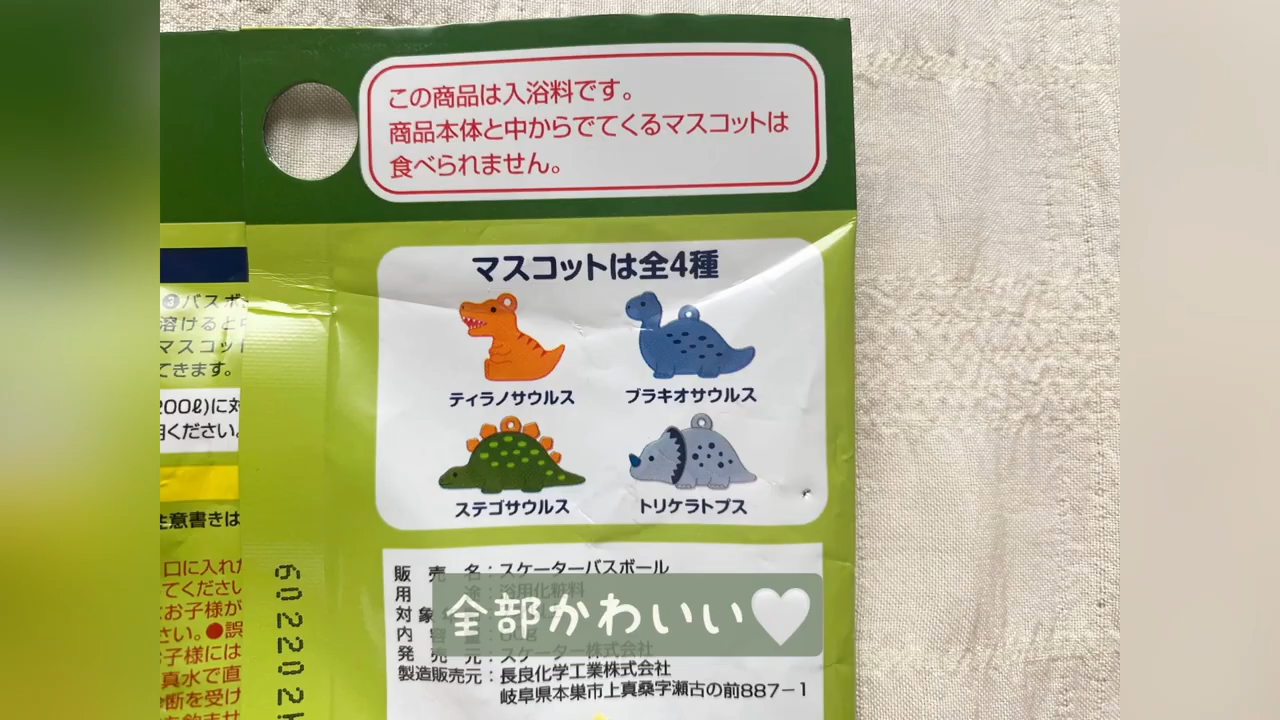 この商品は入浴料です。
商品本体と中からでてくるマスコットは
食べられません。
マスコットは全4種
ティラノサウルス
ブラキオサウルス
ステゴサウルス
トリケラトプス
販売名：スケーターバスボール
用途：浴用化粧料
対象
内容量：80g
発売元：スケーター株式会社
製造販売元：長良化学工業株式会社
岐阜県本巣市上真桑字瀬古の前887−1
全部かわいい🤍
❸バスボ
溶けると中
マスコット
てきます。
200ℓ)に対
ください。
注意書きは
口に入れた
てください
お子様が
さい。●誤
子様には
真水で直
断を受け